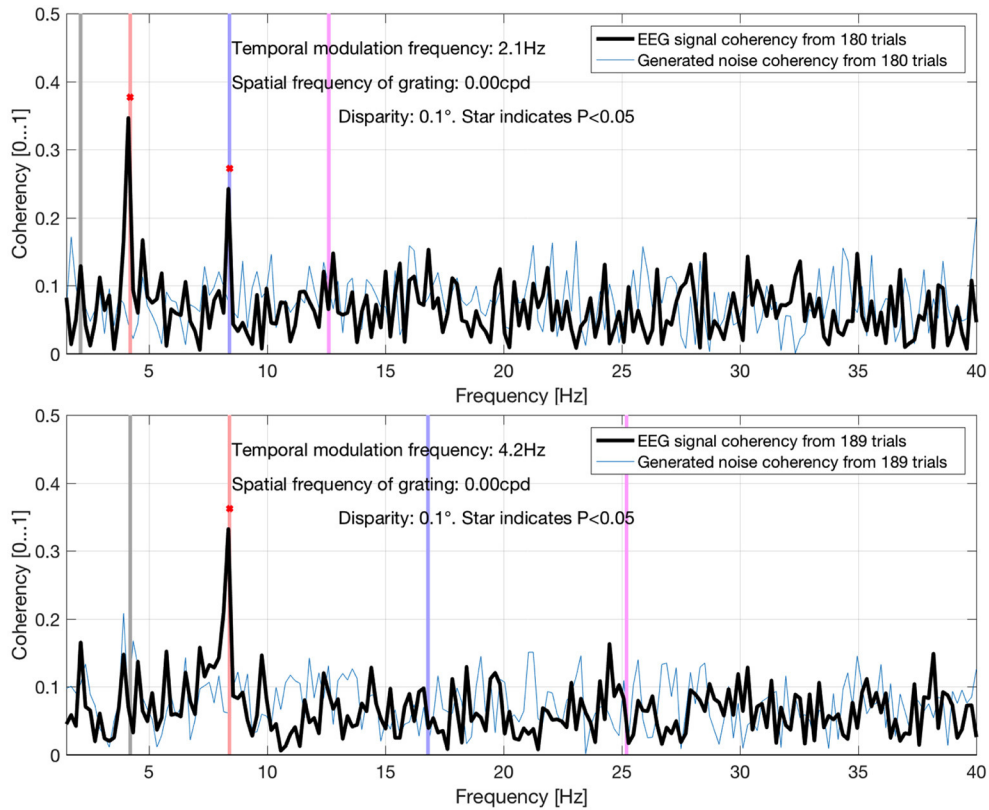 0.5
0.4
0.3
0.2
0.1
0
Coherency [0...1]
Temporal modulation frequency: 2.1Hz
Spatial frequency of grating: 0.00cpd
Disparity: 0.1°. Star indicates P<0.05
EEG signal coherency from 180 trials
Generated noise coherency from 180 trials
5 10 15 20 25 30 35 40
Frequency [Hz]
0.5
0.4
0.3
0.2
0.1
0
Coherency [0...1]
Temporal modulation frequency: 4.2Hz
Spatial frequency of grating: 0.00cpd
Disparity: 0.1°. Star indicates P<0.05
EEG signal coherency from 189 trials
Generated noise coherency from 189 trials
5 10 15 20 25 30 35 40
Frequency [Hz]